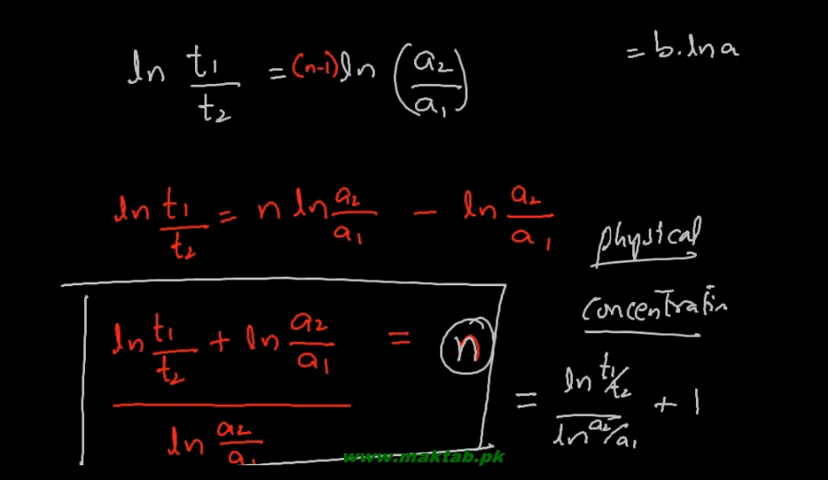 ln t₁/t₂ = (n-1) ln (a₂/a₁)
= b.ln a
ln t₁/t₂ = n ln a₂/a₁ - ln a₂/a₁
physical
concentration
(ln t₁/t₂ + ln a₂/a₁) / (ln a₂/a₁) = n
= (ln t₁/t₂) / (ln a₂/a₁) + 1
www.maktab.pk